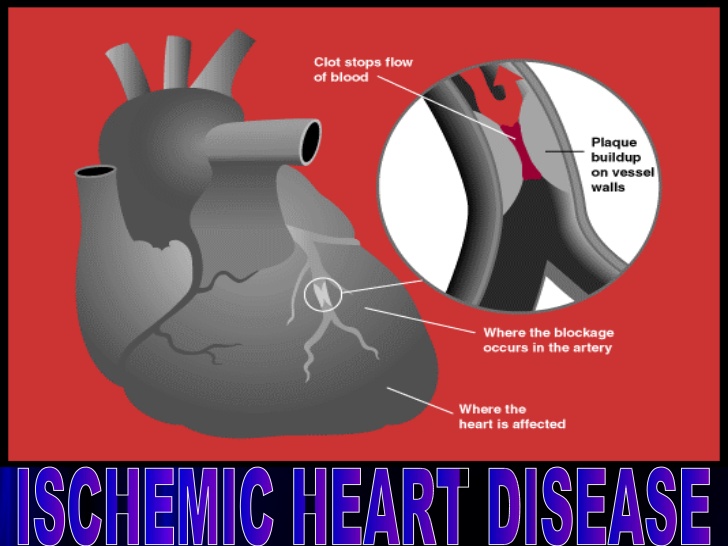 Clot stops flow
of blood
Plaque
buildup
on vessel
walls
Where the blockage
occurs in the artery
Where the
heart is affected
ISCHEMIC HEART DISEASE